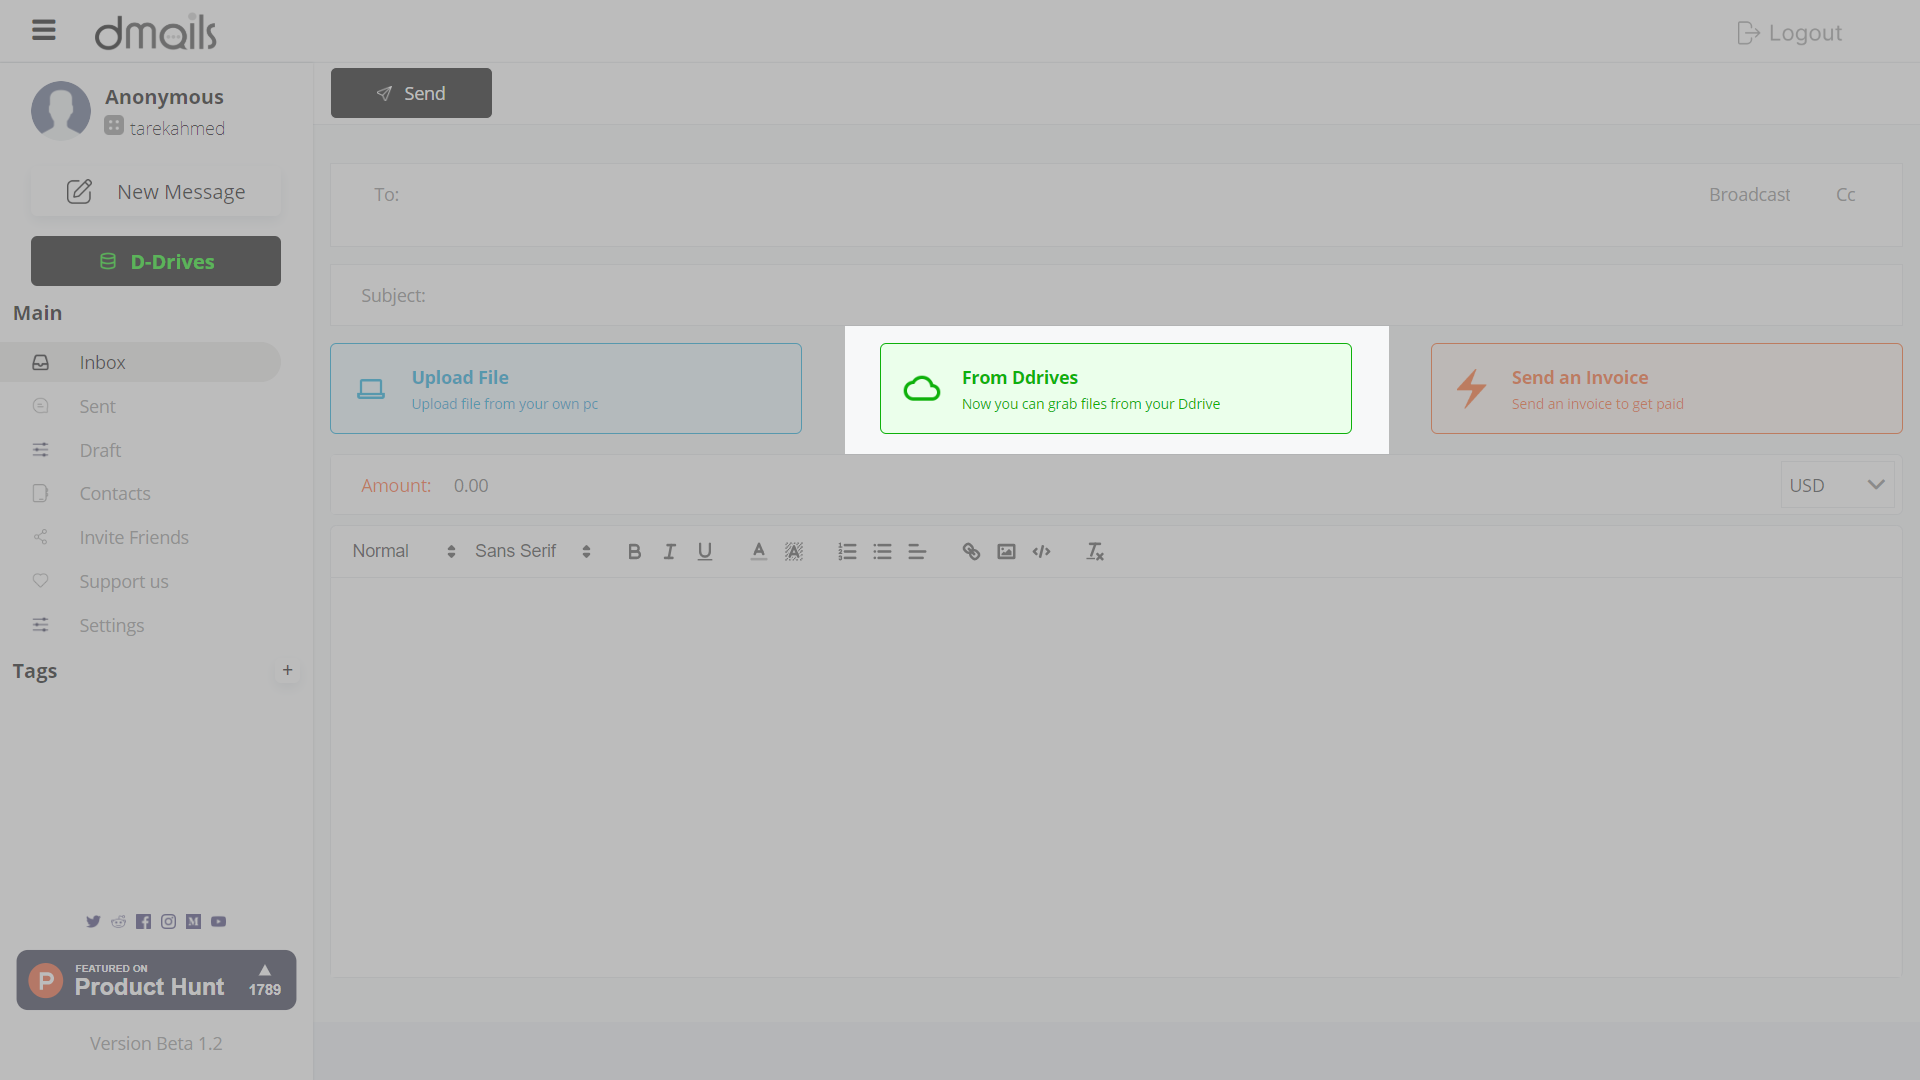 dmails
Logout
Anonymous
tarekahmed
Send
New Message
To:
Broadcast
Cc
D-Drives
Subject:
Main
Inbox
Sent
Draft
Contacts
Invite Friends
Support us
Settings
Tags
+
Upload File
Upload file from your own pc
From Ddrives
Now you can grab files from your Ddrive
Send an Invoice
Send an invoice to get paid
Amount: 0.00
USD
Normal Sans Serif B I U A A
FEATURED ON
P Product Hunt
1789
Version Beta 1.2